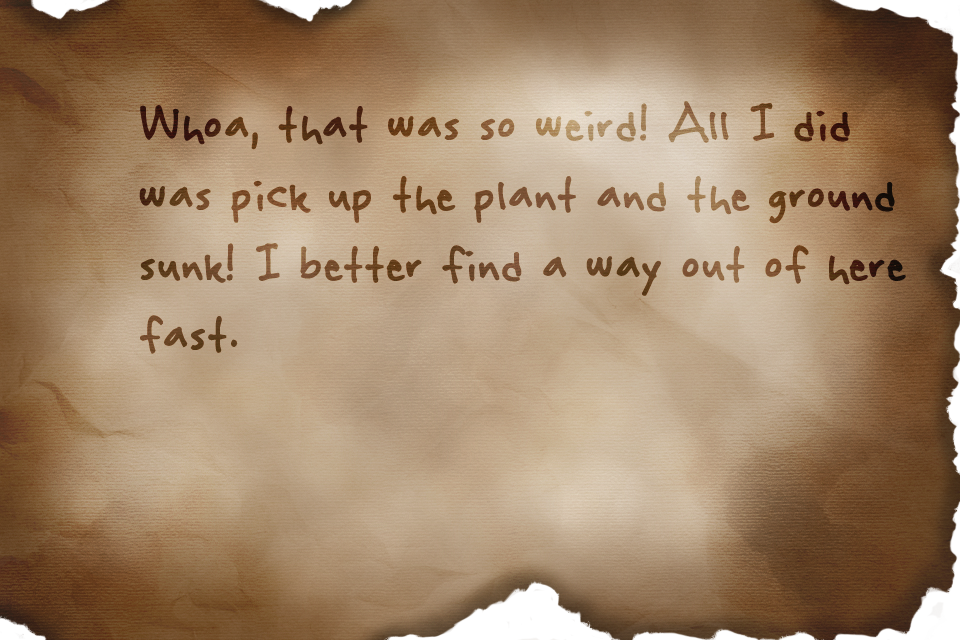 Whoa, that was so weird! All I did
was pick up the plant and the ground
sunk! I better find a way out of here
fast.